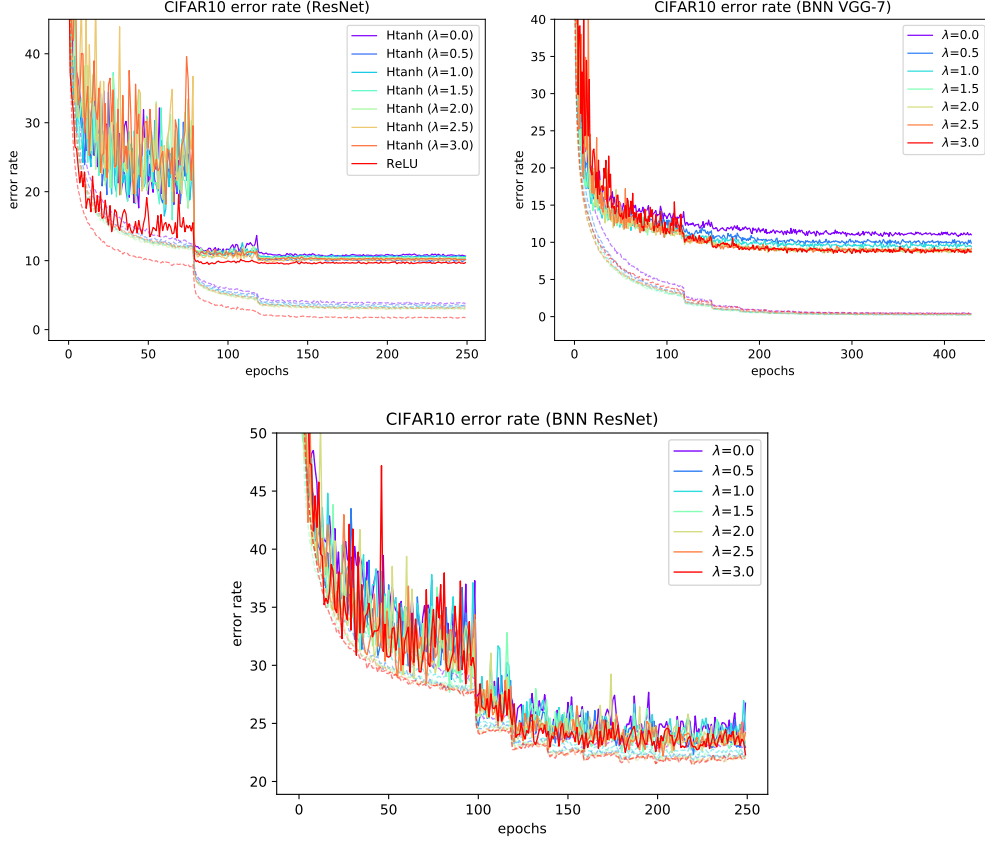 CIFAR10 error rate (ResNet)
error rate
40
30
20
10
0
Htanh (λ=0.0)
Htanh (λ=0.5)
Htanh (λ=1.0)
Htanh (λ=1.5)
Htanh (λ=2.0)
Htanh (λ=2.5)
Htanh (λ=3.0)
ReLU
0 50 100 150 200 250
epochs
CIFAR10 error rate (BNN VGG-7)
error rate
40
35
30
25
20
15
10
5
0
λ=0.0
λ=0.5
λ=1.0
λ=1.5
λ=2.0
λ=2.5
λ=3.0
0 100 200 300 400
epochs
CIFAR10 error rate (BNN ResNet)
error rate
50
45
40
35
30
25
20
λ=0.0
λ=0.5
λ=1.0
λ=1.5
λ=2.0
λ=2.5
λ=3.0
0 50 100 150 200 250
epochs